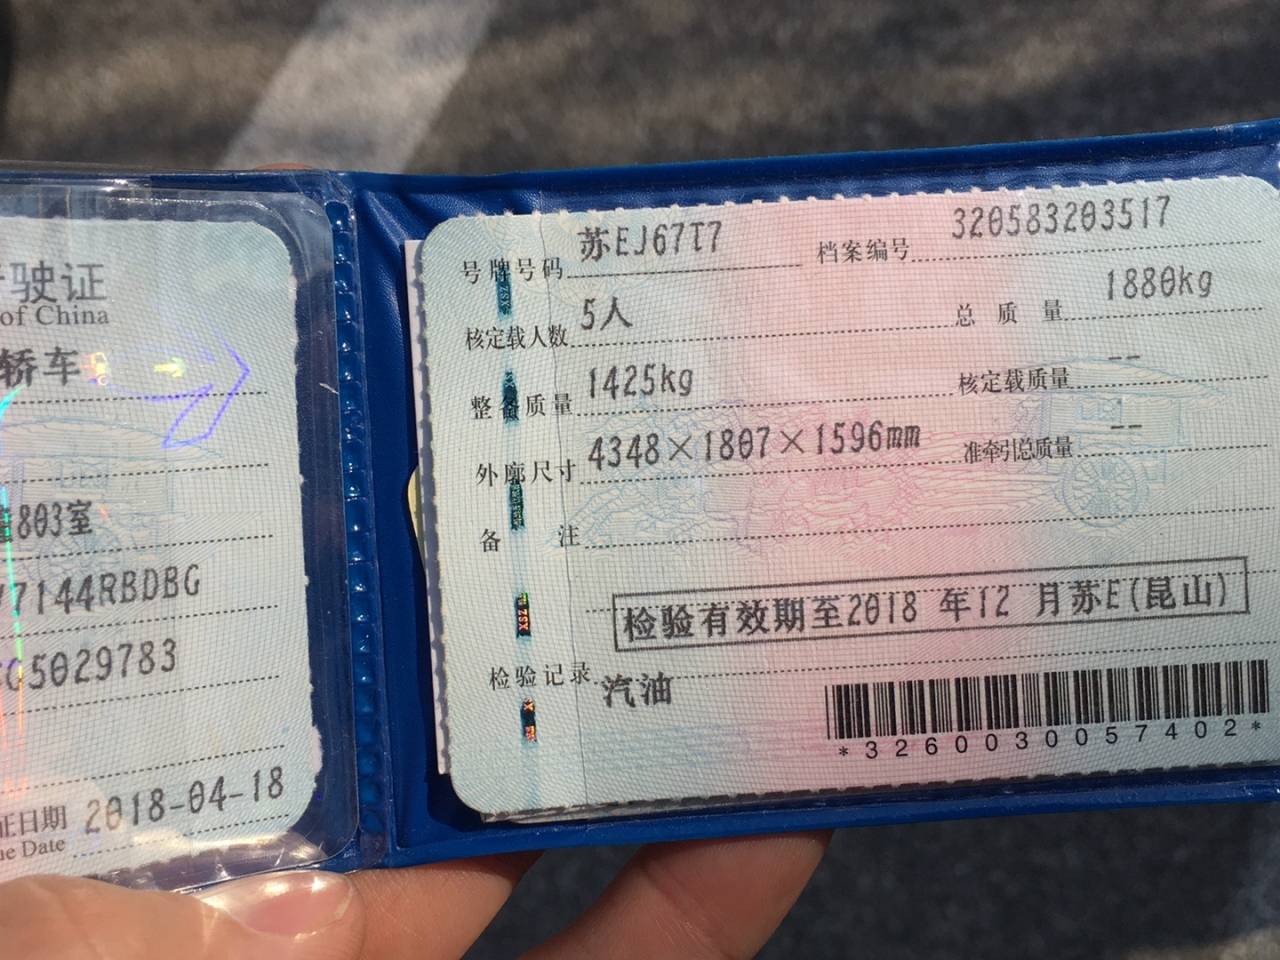 驶证
of China
轿车
803室
7144RBDBG
G5029783
证日期 2018-04-18
ue Date
号牌号码 苏EJ67T7 档案编号 320583203517
核定载人数 5人 总质量 1880kg
整备质量 1425kg 核定载质量 --
外廓尺寸 4348×1807×1596mm 准牵引总质量 --
备注
检验有效期至2018 年12 月苏E(昆山)
检验记录
汽油
*3260030057402*